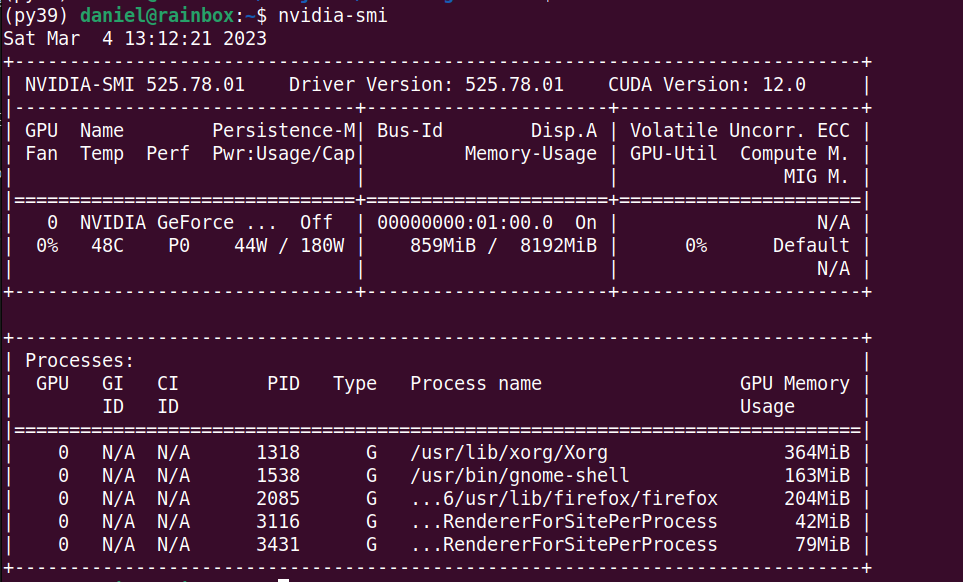 (py39) daniel@rainbox:~$ nvidia-smi
Sat Mar  4 13:12:21 2023
+-----------------------------------------------------------------------------+
| NVIDIA-SMI 525.78.01    Driver Version: 525.78.01    CUDA Version: 12.0     |
|-------------------------------+----------------------+----------------------+
| GPU  Name        Persistence-M| Bus-Id        Disp.A | Volatile Uncorr. ECC |
| Fan  Temp  Perf  Pwr:Usage/Cap|         Memory-Usage | GPU-Util  Compute M. |
|                               |                      |               MIG M. |
|===============================+======================+======================|
|   0  NVIDIA GeForce ...  Off  | 00000000:01:00.0  On |                  N/A |
|  0%   48C    P0    44W / 180W |    859MiB /  8192MiB |      0%      Default |
|                               |                      |                  N/A |
+-------------------------------+----------------------+----------------------+

+-----------------------------------------------------------------------------+
| Processes:                                                                  |
|  GPU   GI   CI        PID   Type   Process name                  GPU Memory |
|        ID   ID                                                   Usage      |
|=============================================================================|
|    0   N/A  N/A      1318      G   /usr/lib/xorg/Xorg                364MiB |
|    0   N/A  N/A      1538      G   /usr/bin/gnome-shell              163MiB |
|    0   N/A  N/A      2085      G   ...6/usr/lib/firefox/firefox      204MiB |
|    0   N/A  N/A      3116      G   ...RendererForSitePerProcess       42MiB |
|    0   N/A  N/A      3431      G   ...RendererForSitePerProcess       79MiB |
+-----------------------------------------------------------------------------+